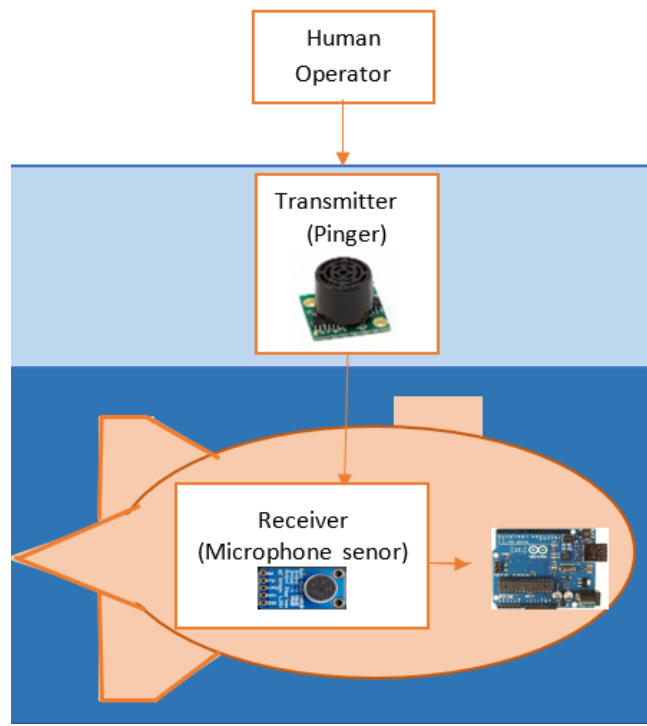 Human
Operator
Transmitter
(Pinger)
Receiver
(Microphone senor)